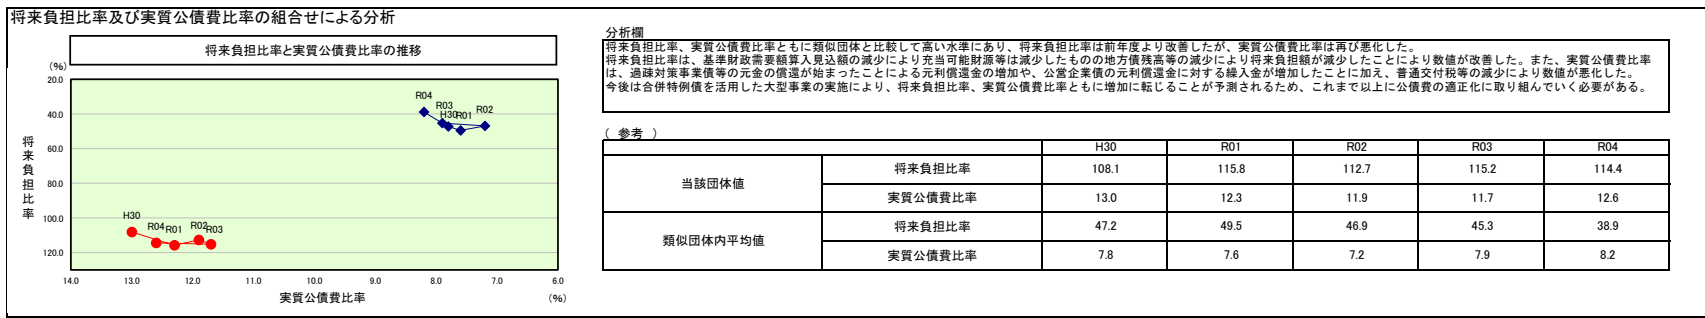 将来負担比率及び実質公債費比率の組合せによる分析
将来負担比率と実質公債費比率の推移
(%)
20.0
40.0
60.0
80.0
100.0
120.0
将来負担比率
R04
R03
H30
R01
R02
H30
R04
R01
R02
R03
14.0
13.0
12.0
11.0
10.0
9.0
8.0
7.0
6.0
実質公債費比率
(%)
分析欄
将来負担比率、実質公債費比率ともに類似団体と比較して高い水準にあり、将来負担比率は前年度より改善したが、実質公債費比率は再び悪化した。
将来負担比率は、基準財政需要額算入見込額の減少により充当可能財源等は減少したものの地方債残高等の減少により将来負担額が減少したことにより数値が改善した。また、実質公債費比率
は、過疎対策事業債等の元金の償還が始まったことによる元利償還金の増加や、公営企業債の元利償還金に対する繰入金が増加したことに加え、普通交付税等の減少により数値が悪化した。
今後は合併特例債を活用した大型事業の実施により、将来負担比率、実質公債費比率ともに増加に転じることが予測されるため、これまで以上に公債費の適正化に取り組んでいく必要がある。
( 参考 )
H30 R01 R02 R03 R04
当該団体値
将来負担比率 108.1 115.8 112.7 115.2 114.4
実質公債費比率 13.0 12.3 11.9 11.7 12.6
類似団体内平均値
将来負担比率 47.2 49.5 46.9 45.3 38.9
実質公債費比率 7.8 7.6 7.2 7.9 8.2